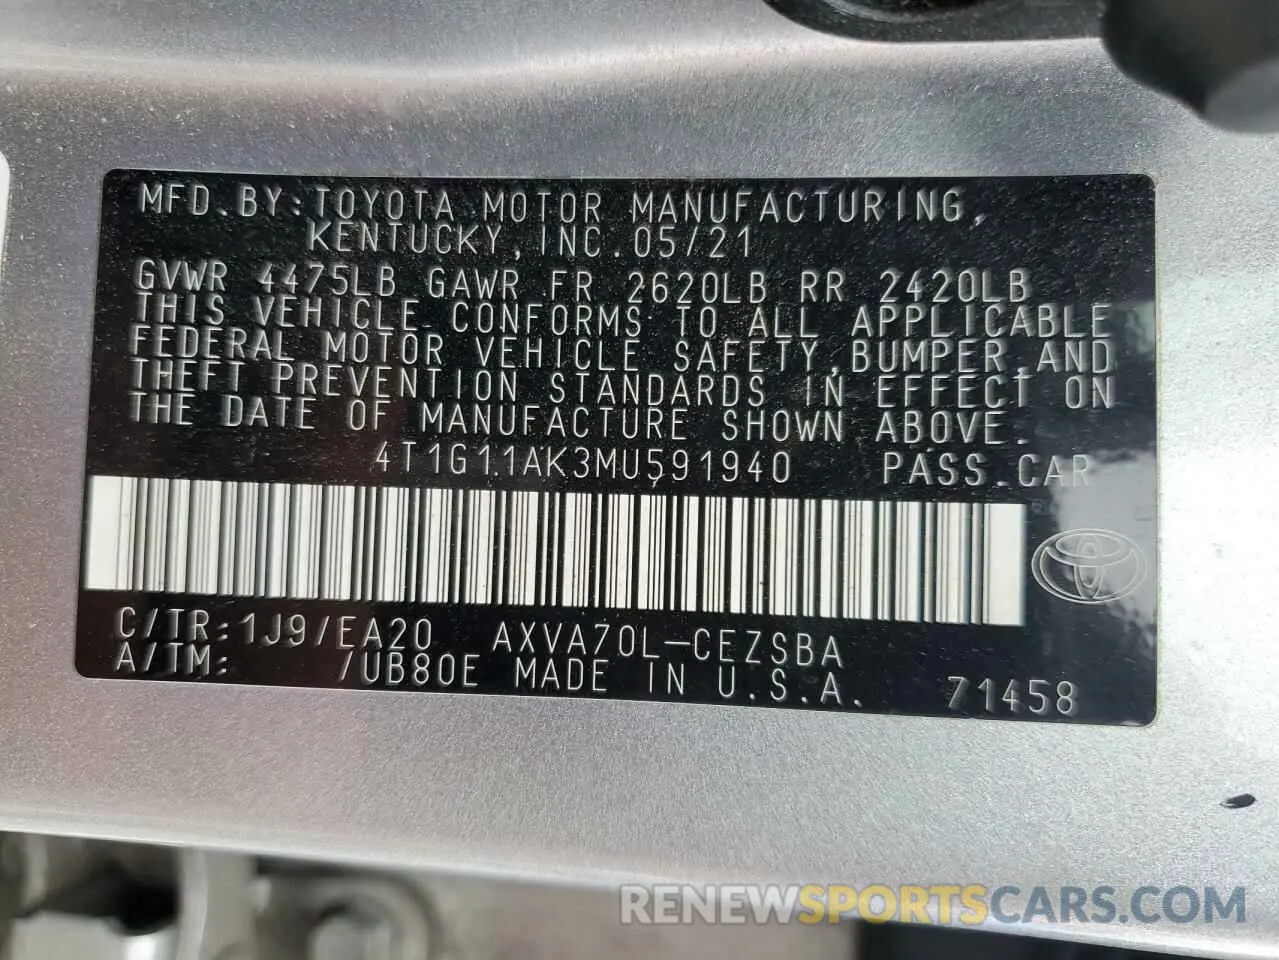 MFD.BY:TOYOTA MOTOR MANUFACTURING,
KENTUCKY,INC.05/21
GVWR 4475LB GAWR FR 2620LB RR 2420LB
THIS VEHICLE CONFORMS TO ALL APPLICABLE
FEDERAL MOTOR VEHICLE SAFETY,BUMPER,AND
THEFT PREVENTION STANDARDS IN EFFECT ON
THE DATE OF MANUFACTURE SHOWN ABOVE.
4T1G11AK3MU591940 PASS.CAR
C/TR:1J9/EA20 AXVA70L-CEZSBA
A/TM: /UB80E MADE IN U.S.A. 71458
RENEWSPORTSCARS.COM